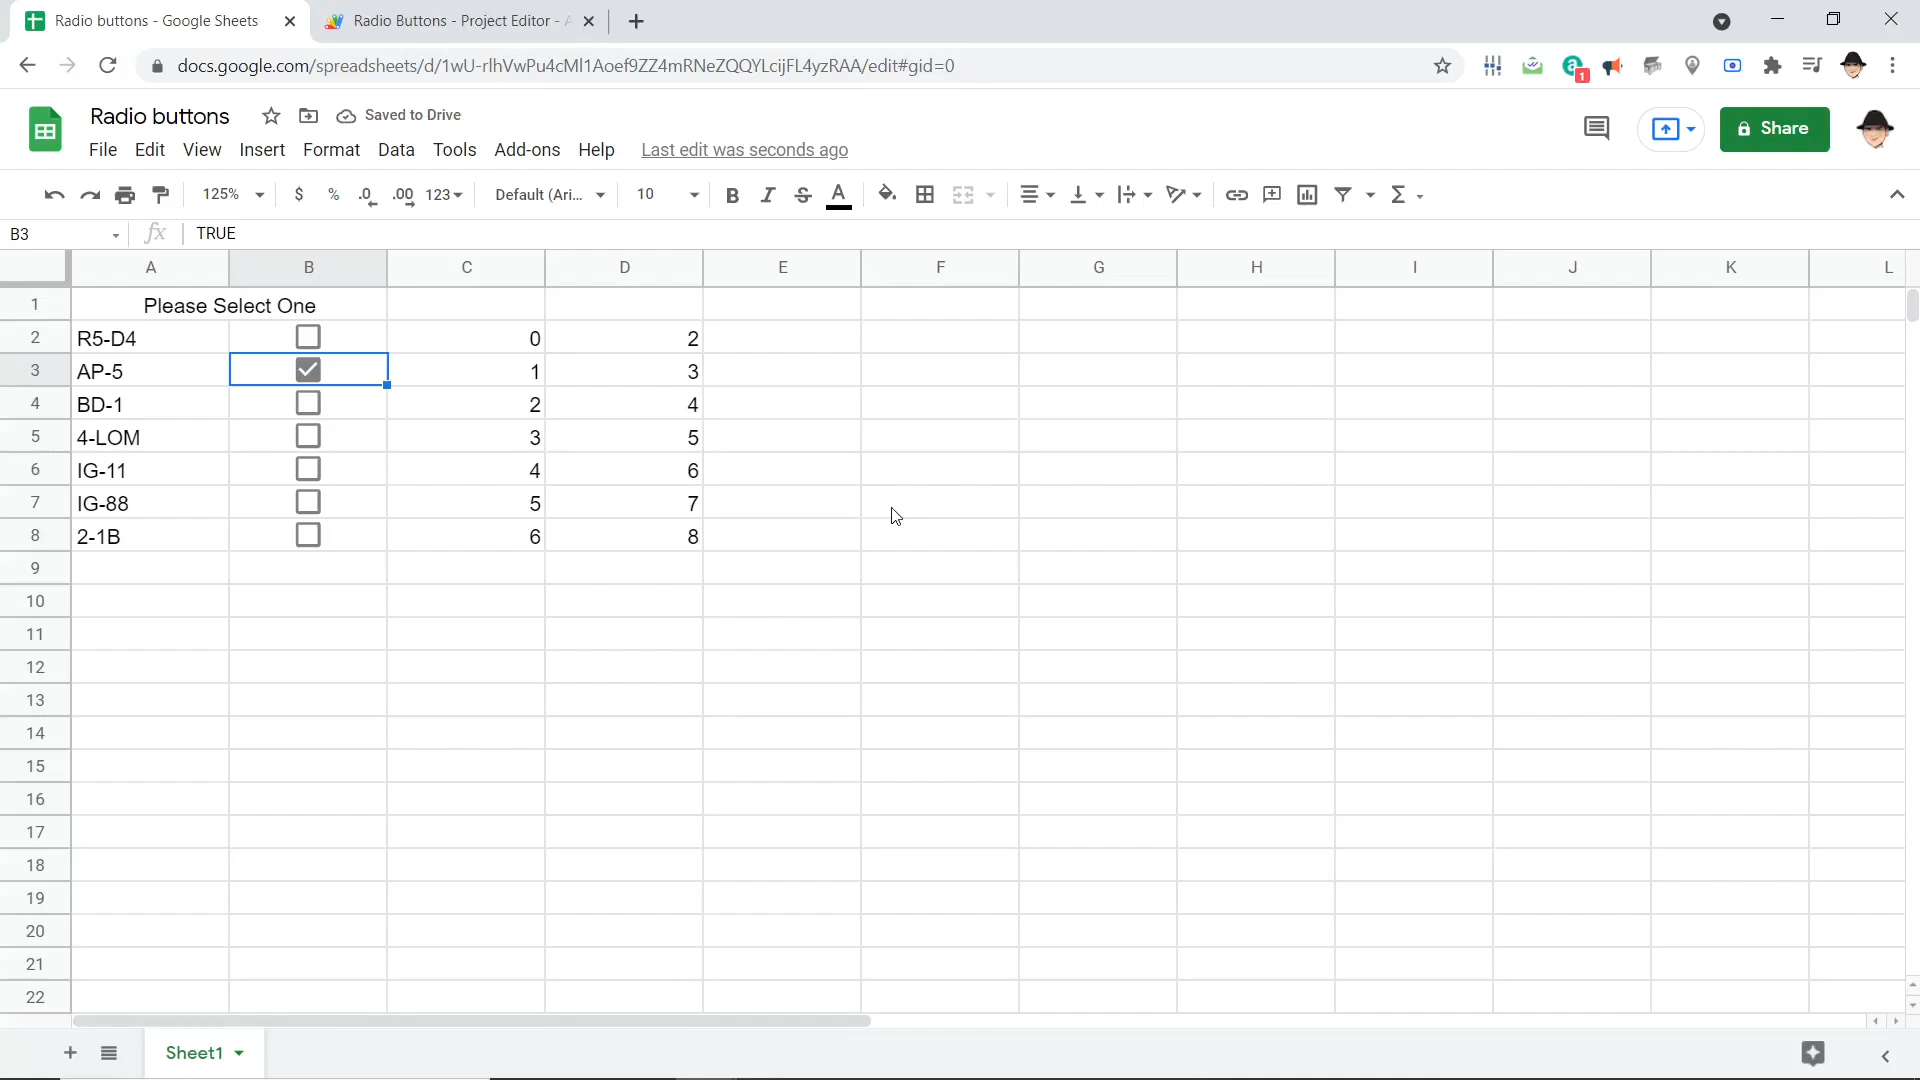 Radio buttons - Google Sheets
Radio Buttons - Project Editor - A
docs.google.com/spreadsheets/d/1wU-rlhVwPu4cMl1Aoef9ZZ4mRNeZQQYLcijFL4yzRAA/edit#gid=0
1
Radio buttons
Saved to Drive
Share
File Edit View Insert Format Data Tools Add-ons Help Last edit was seconds ago
125% $ % .0 .00 123 Default (Ari... 10 B I S A Σ
B3 fx TRUE
A B C D E F G H I J K L
1 Please Select One
2 R5-D4 0 2
3 AP-5 1 3
4 BD-1 2 4
5 4-LOM 3 5
6 IG-11 4 6
7 IG-88 5 7
8 2-1B 6 8
9
10
11
12
13
14
15
16
17
18
19
20
21
22
Sheet1